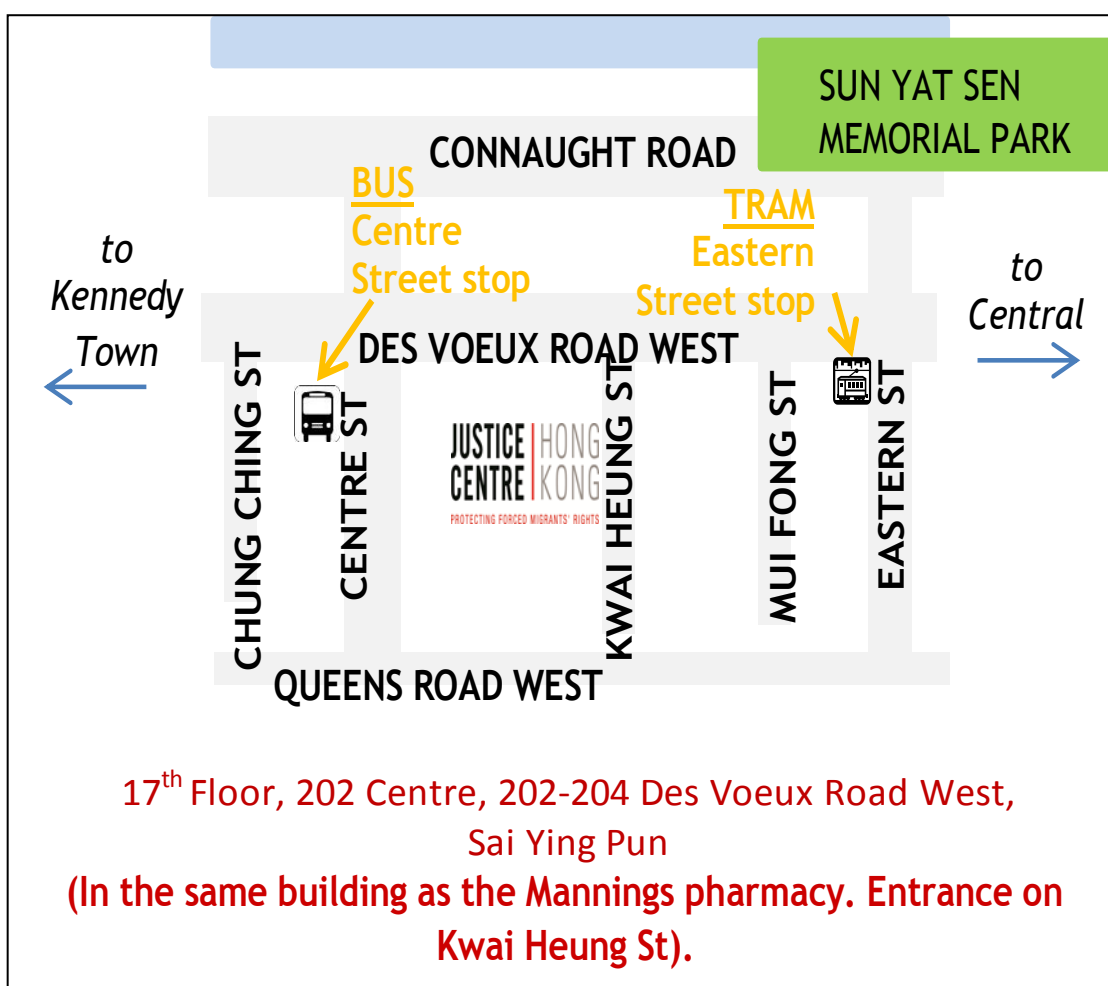 SUN YAT SEN
MEMORIAL PARK
CONNAUGHT ROAD
BUS
Centre
Street stop
TRAM
Eastern
Street stop
to
Kennedy
Town
to
Central
DES VOEUX ROAD WEST
CHUNG CHING ST
CENTRE ST
JUSTICE HONG
CENTRE KONG
PROTECTING FORCED MIGRANTS' RIGHTS
KWAI HEUNG ST
MUI FONG ST
EASTERN ST
QUEENS ROAD WEST
17th Floor, 202 Centre, 202-204 Des Voeux Road West,
Sai Ying Pun
(In the same building as the Mannings pharmacy. Entrance on
Kwai Heung St).